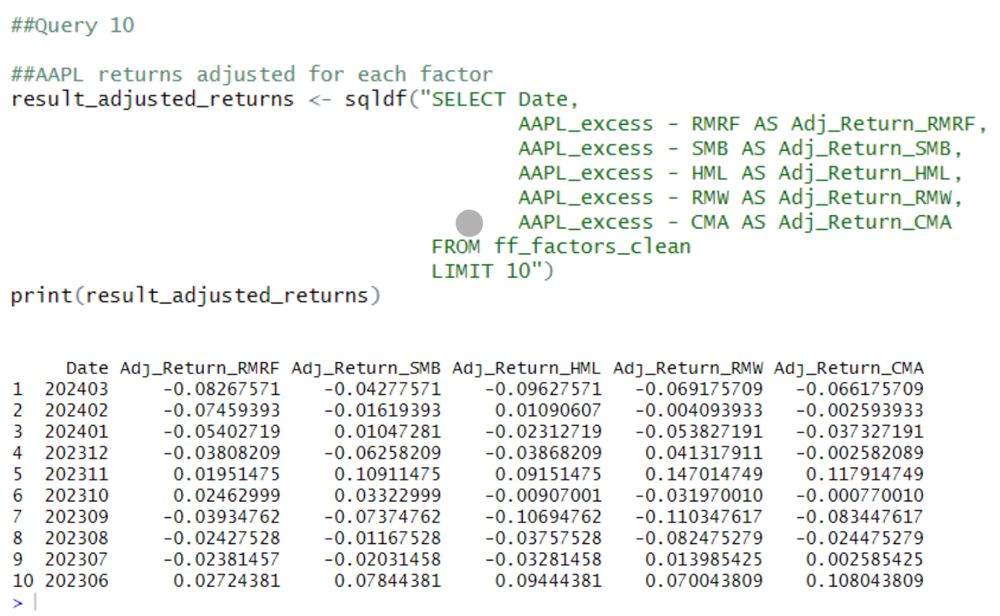 ##Query 10
##AAPL returns adjusted for each factor
result_adjusted_returns <- sqldf("SELECT Date,
AAPL_excess - RMRF AS Adj_Return_RMRF,
AAPL_excess - SMB AS Adj_Return_SMB,
AAPL_excess - HML AS Adj_Return_HML,
AAPL_excess - RMW AS Adj_Return_RMW,
AAPL_excess - CMA AS Adj_Return_CMA
FROM ff_factors_clean
LIMIT 10")
print(result_adjusted_returns)
Date Adj_Return_RMRF Adj_Return_SMB Adj_Return_HML Adj_Return_RMW Adj_Return_CMA
1 202403 -0.08267571 -0.04277571 -0.09627571 -0.069175709 -0.066175709
2 202402 -0.07459393 -0.01619393 0.01090607 -0.004093933 -0.002593933
3 202401 -0.05402719 0.01047281 -0.02312719 -0.053827191 -0.037327191
4 202312 -0.03808209 -0.06258209 -0.03868209 0.041317911 -0.002582089
5 202311 0.01951475 0.10911475 0.09151475 0.147014749 0.117914749
6 202310 0.02462999 0.03322999 -0.00907001 -0.031970010 -0.000770010
7 202309 -0.03934762 -0.07374762 -0.10694762 -0.110347617 -0.083447617
8 202308 -0.02427528 -0.01167528 -0.03757528 -0.082475279 -0.024475279
9 202307 -0.02381457 -0.02031458 -0.03281458 0.013985425 0.002585425
10 202306 0.02724381 0.07844381 0.09444381 0.070043809 0.108043809
>